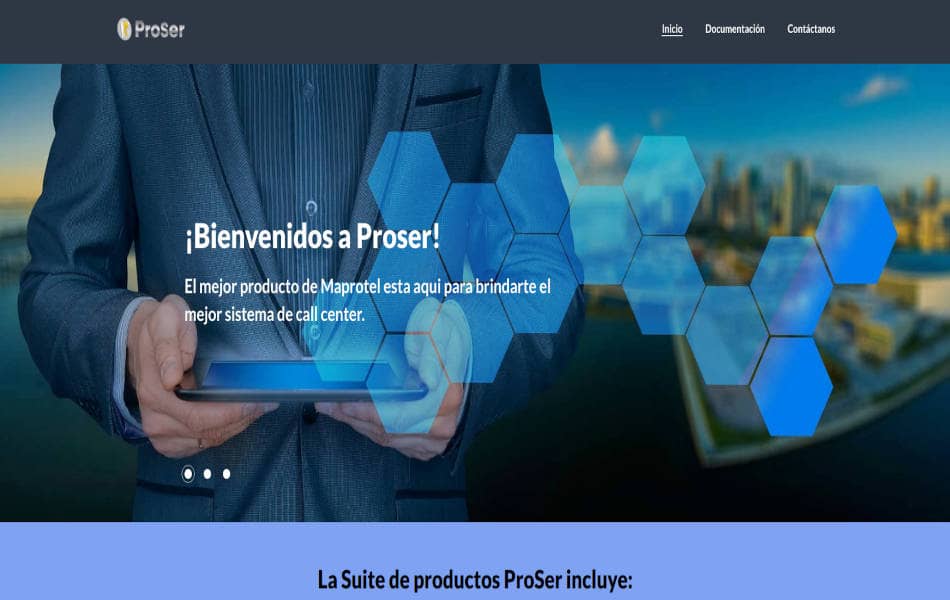 ProSer
Inicio
Documentación
Contáctanos
¡Bienvenidos a Proser!
El mejor producto de Maprotel esta aqui para brindarte el
mejor sistema de call center.
La Suite de productos ProSer incluye: